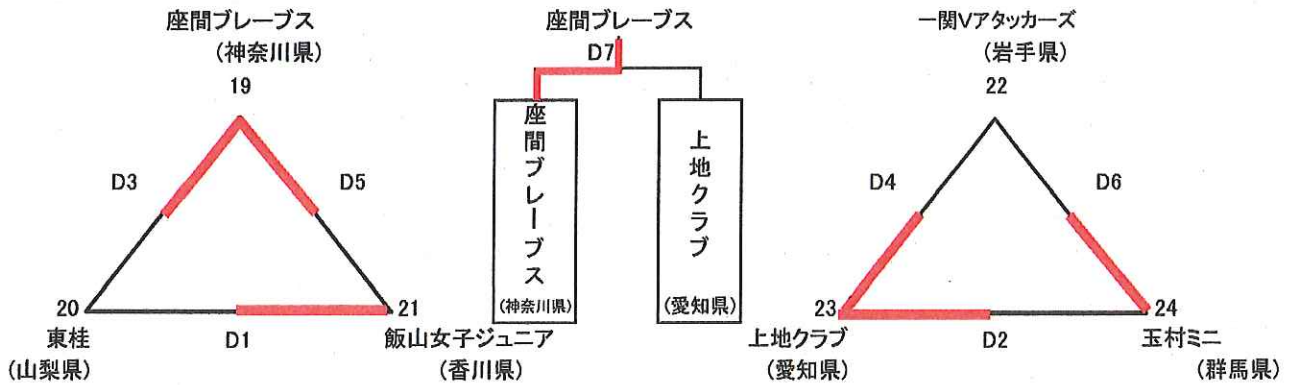 座間ブレーブス
(神奈川県)
19
D3
D5
20
東桂
(山梨県)
D1
21
飯山女子ジュニア
(香川県)
座間ブレーブス
D7
座間ブレーブス
(神奈川県)
上地クラブ
(愛知県)
一関Vアタッカーズ
(岩手県)
22
D4
D6
23
上地クラブ
(愛知県)
D2
24
玉村ミニ
(群馬県)